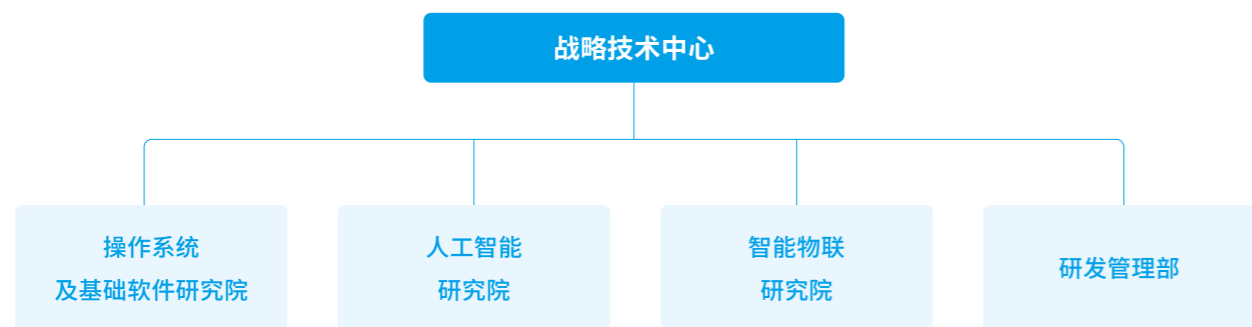 战略技术中心
操作系统
及基础软件研究院
人工智能
研究院
智能物联
研究院
研发管理部